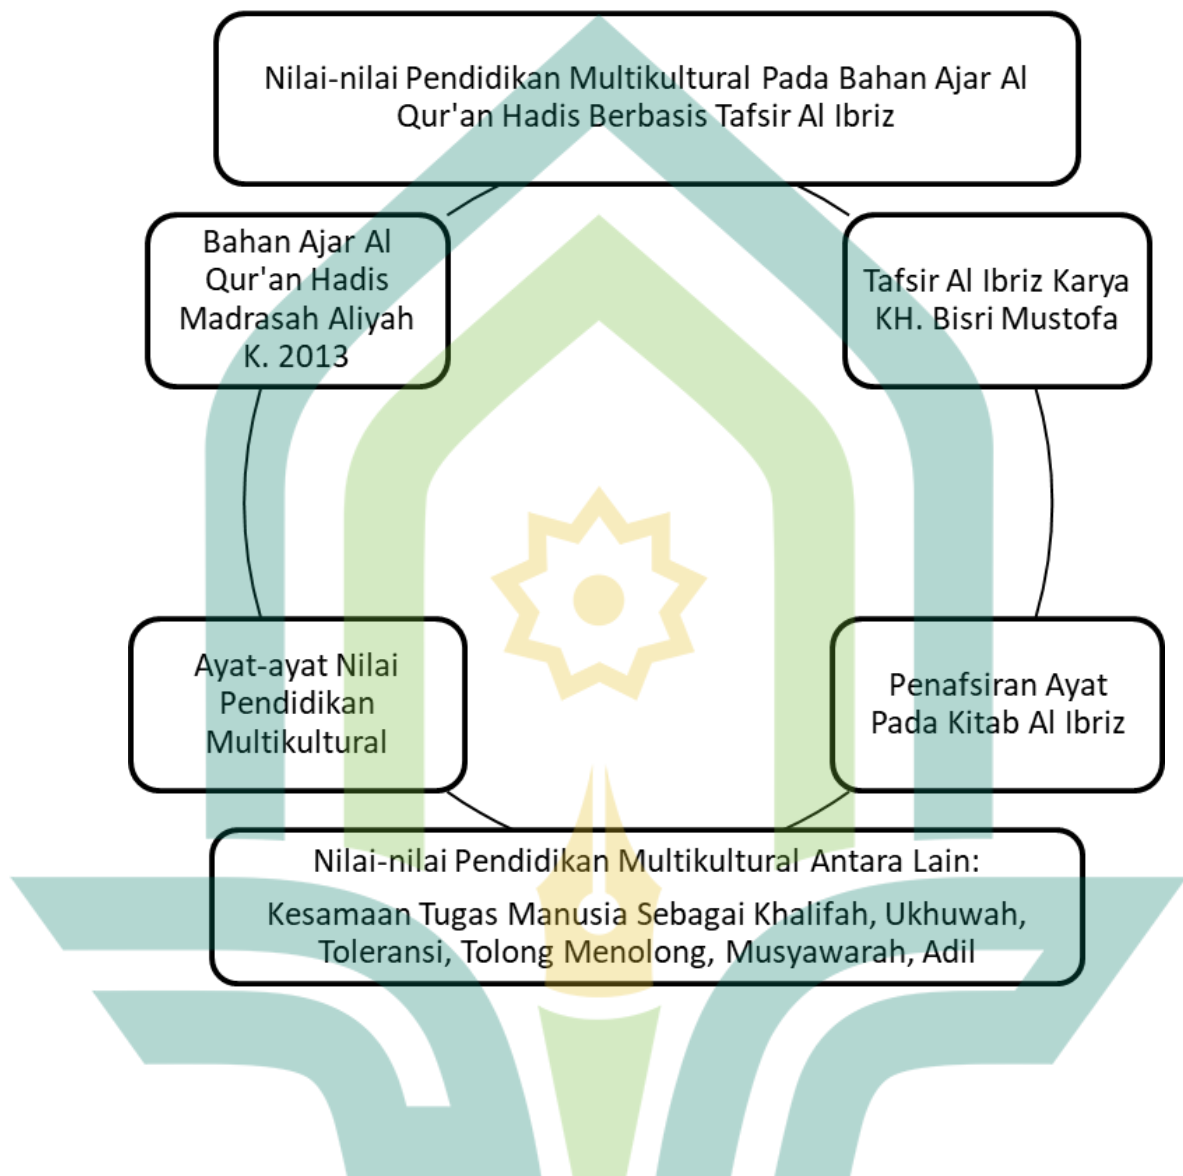 Nilai-nilai Pendidikan Multikultural Pada Bahan Ajar Al
Qur'an Hadis Berbasis Tafsir Al Ibriz
Bahan Ajar Al
Qur'an Hadis
Madrasah Aliyah
K. 2013
Tafsir Al Ibriz Karya
KH. Bisri Mustofa
Ayat-ayat Nilai
Pendidikan
Multikultural
Penafsiran Ayat
Pada Kitab Al Ibriz
Nilai-nilai Pendidikan Multikultural Antara Lain:
Kesamaan Tugas Manusia Sebagai Khalifah, Ukhuwah,
Toleransi, Tolong Menolong, Musyawarah, Adil